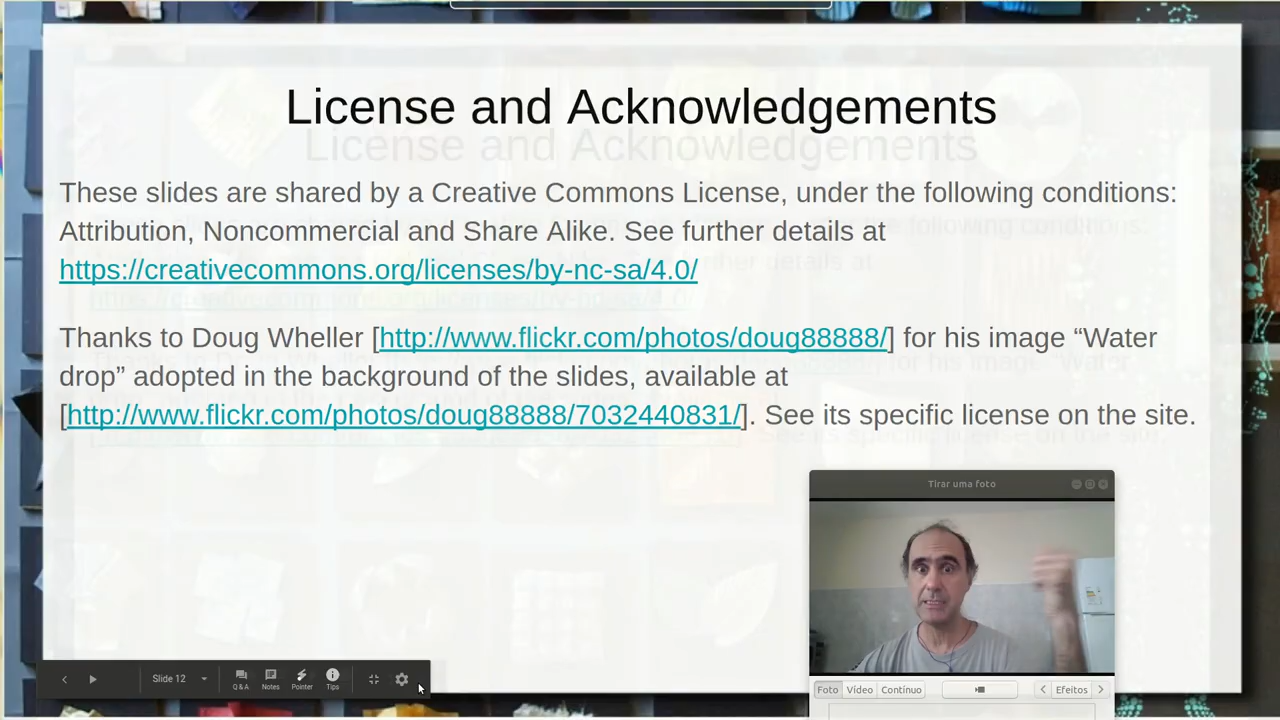 License and Acknowledgements
These slides are shared by a Creative Commons License, under the following conditions:
Attribution, Noncommercial and Share Alike. See further details at
https://creativecommons.org/licenses/by-nc-sa/4.0/
Thanks to Doug Wheller [http://www.flickr.com/photos/doug88888/] for his image “Water
drop” adopted in the background of the slides, available at
[http://www.flickr.com/photos/doug88888/7032440831/]. See its specific license on the site.
Tirar uma foto
Slide 12
Q & A
Notes
Pointer
Tips
Foto
Vídeo
Contínuo
Efeitos